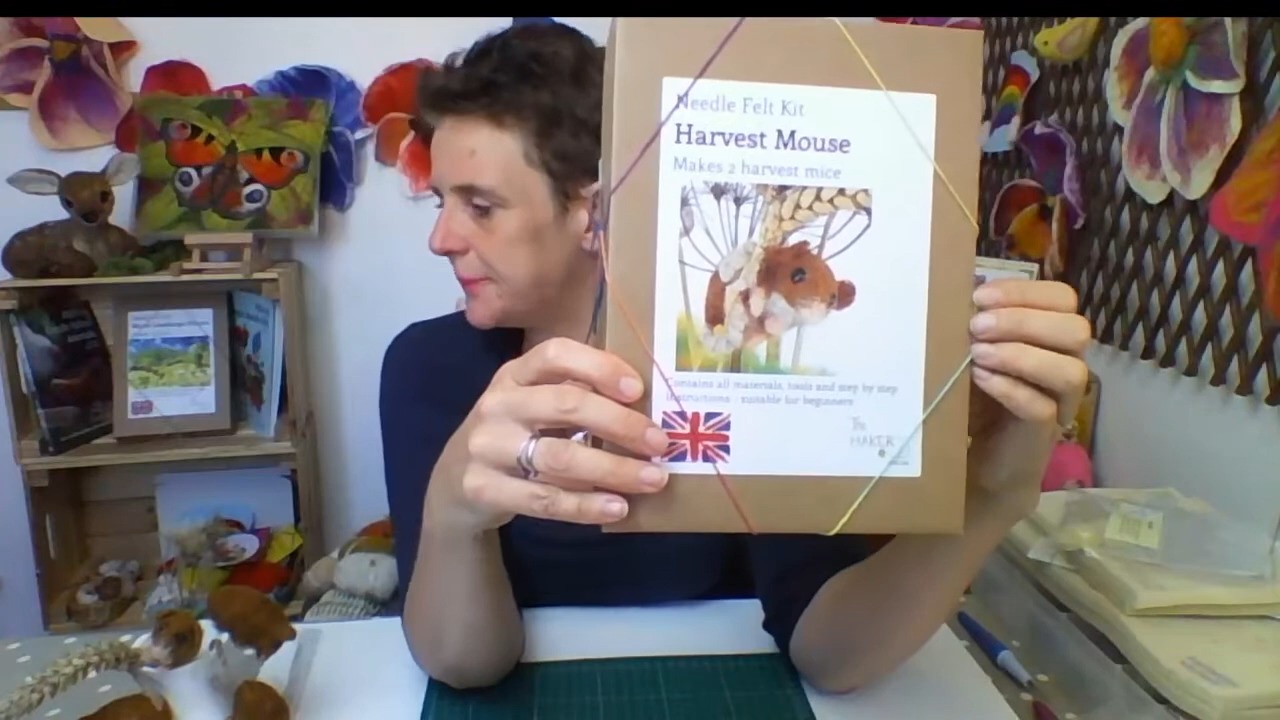 Needle Felt Kit
Harvest Mouse
Makes 2 harvest mice
Contains all materials, tools and step by step
instructions - suitable for beginners
The
MAKER